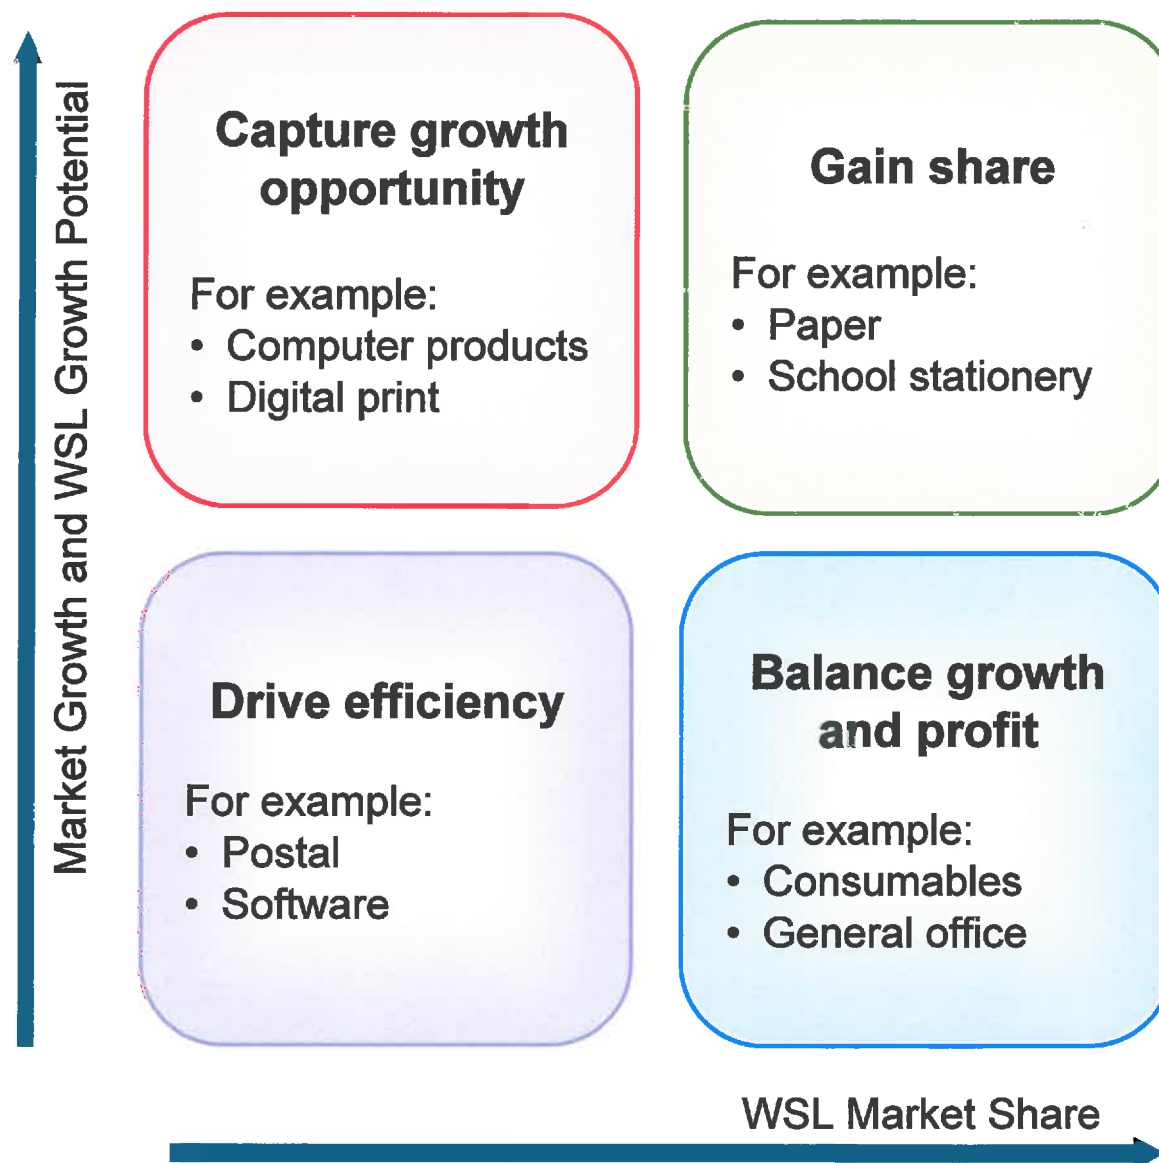 Market Growth and WSL Growth Potential
Capture growth
opportunity
For example:
• Computer products
• Digital print
Gain share
For example:
• Paper
• School stationery
Drive efficiency
For example:
• Postal
• Software
Balance growth
and profit
For example:
• Consumables
• General office
WSL Market Share